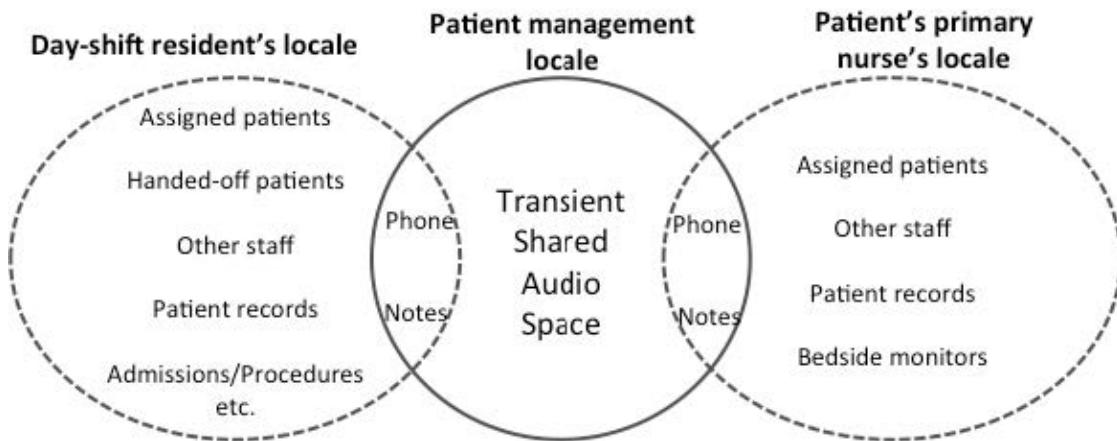 Day-shift resident's locale
Patient management
locale
Patient's primary
nurse's locale
Assigned patients
Handed-off patients
Other staff
Patient records
Admissions/Procedures
etc.
Phone
Notes
Transient
Shared
Audio
Space
Phone
Notes
Assigned patients
Other staff
Patient records
Bedside monitors